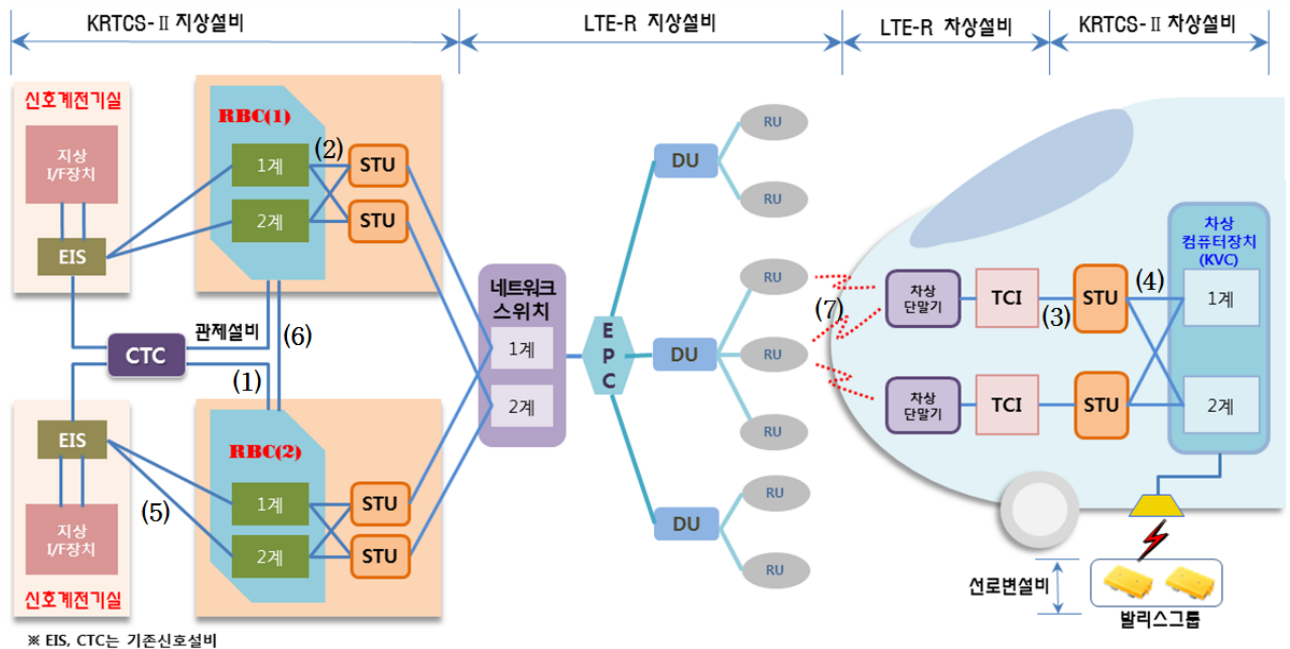 KRTCS-Ⅱ 지상설비
LTE-R 지상설비
LTE-R 차상설비
KRTCS-Ⅱ 차상설비
신호계전기실
지상
I/F장치
EIS
RBC(1)
1계
2계
(2)
STU
STU
CTC
관제설비
(1)
(6)
EIS
(5)
지상
I/F장치
신호계전기실
RBC(2)
1계
2계
STU
STU
네트워크
스위치
1계
2계
E
P
C
DU
DU
DU
RU
RU
RU
RU
RU
RU
RU
(7)
차상
단말기
TCI
(3)
STU
(4)
차상
단말기
TCI
STU
차상
컴퓨터장치
(KVC)
1계
2계
선로변설비
발리스그룹
※ EIS, CTC는 기존신호설비